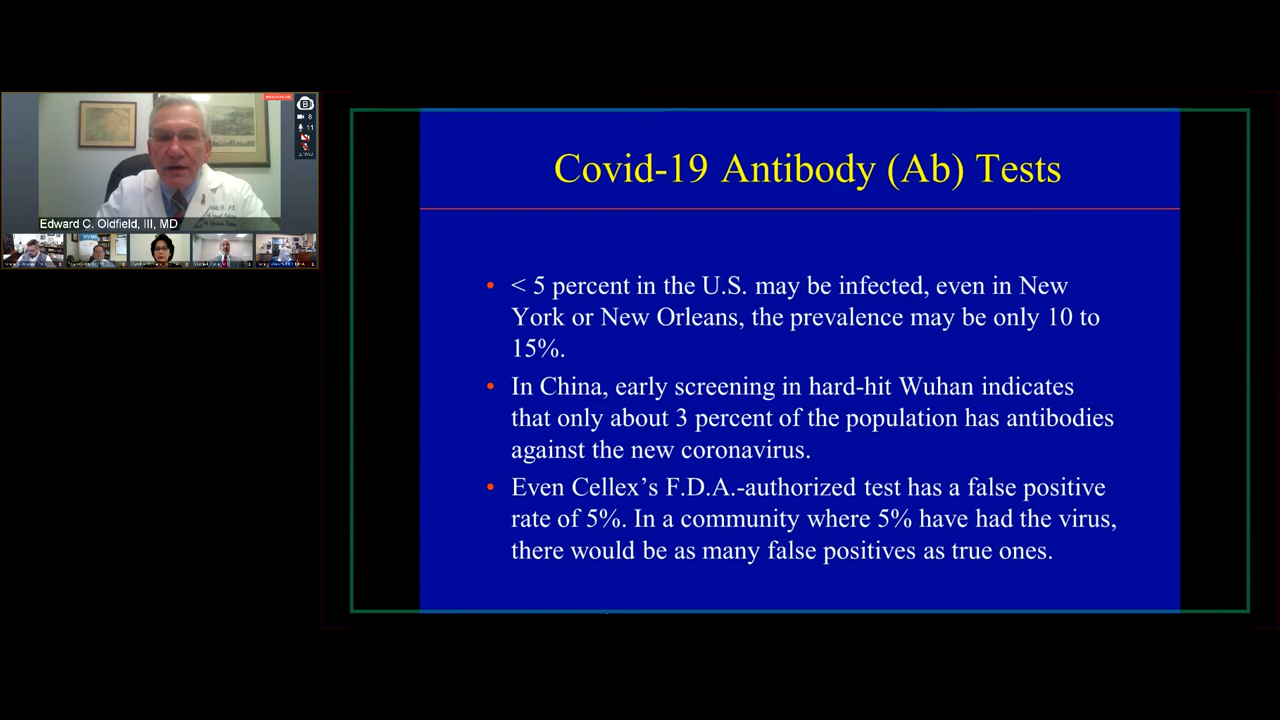 8
11
Edward C. Oldfield, III, MD
Covid-19 Antibody (Ab) Tests
• < 5 percent in the U.S. may be infected, even in New
York or New Orleans, the prevalence may be only 10 to
15%.
• In China, early screening in hard-hit Wuhan indicates
that only about 3 percent of the population has antibodies
against the new coronavirus.
• Even Cellex’s F.D.A.-authorized test has a false positive
rate of 5%. In a community where 5% have had the virus,
there would be as many false positives as true ones.